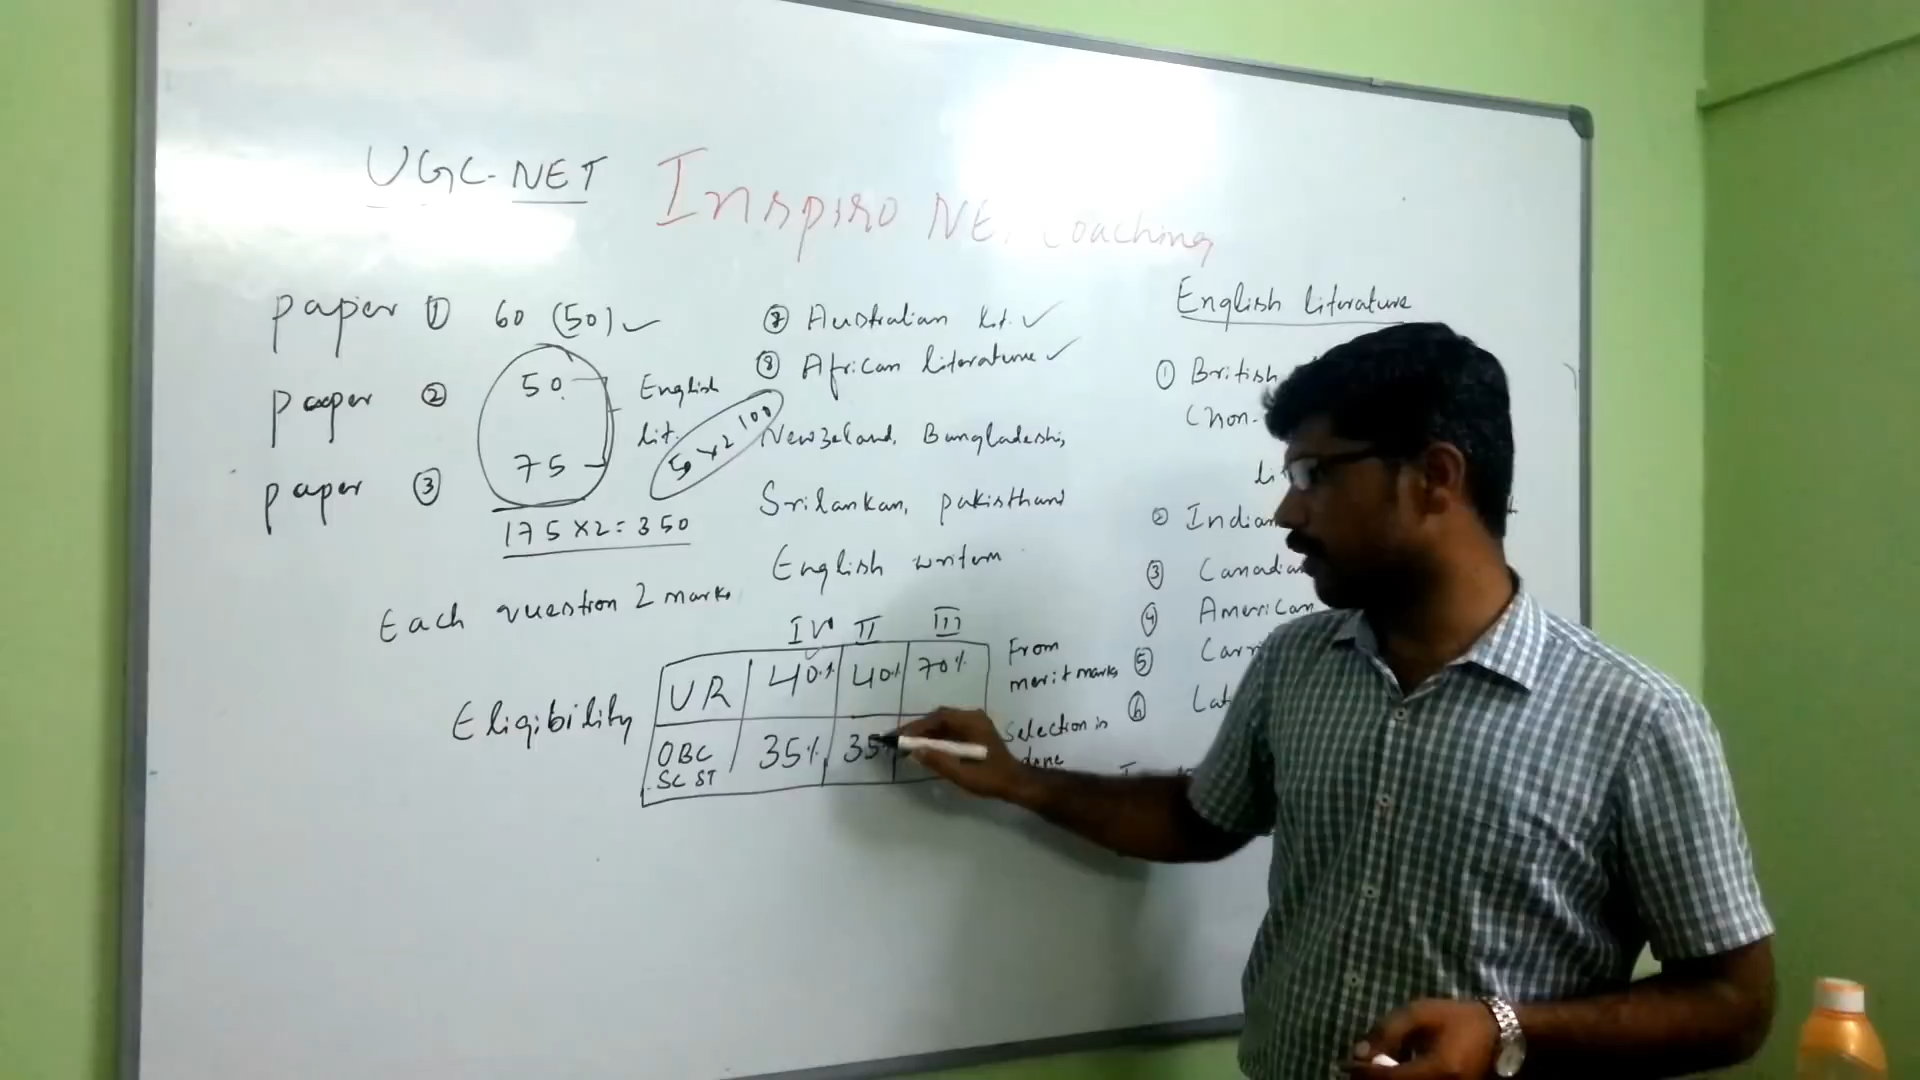 UGC-NET Inspiro NE coaching
paper ① 60 (50) ✓
paper ② 50
paper ③ 75
English
lit.
50 x 2 100
175 x 2 = 350
Each question 2 marks
⑦ Australian Lit. ✓
⑧ African literature ✓
Newzeland, Bangladeshi,
Srilankan, pakisthani
English writers
Eligibility
II III
UR 40% 40% 70%
OBC 35% 35%
SC ST
From
merit marks
selection is
done
English literature
① British
(non-
② Indian
③ Canadian
④ American
⑤
⑥